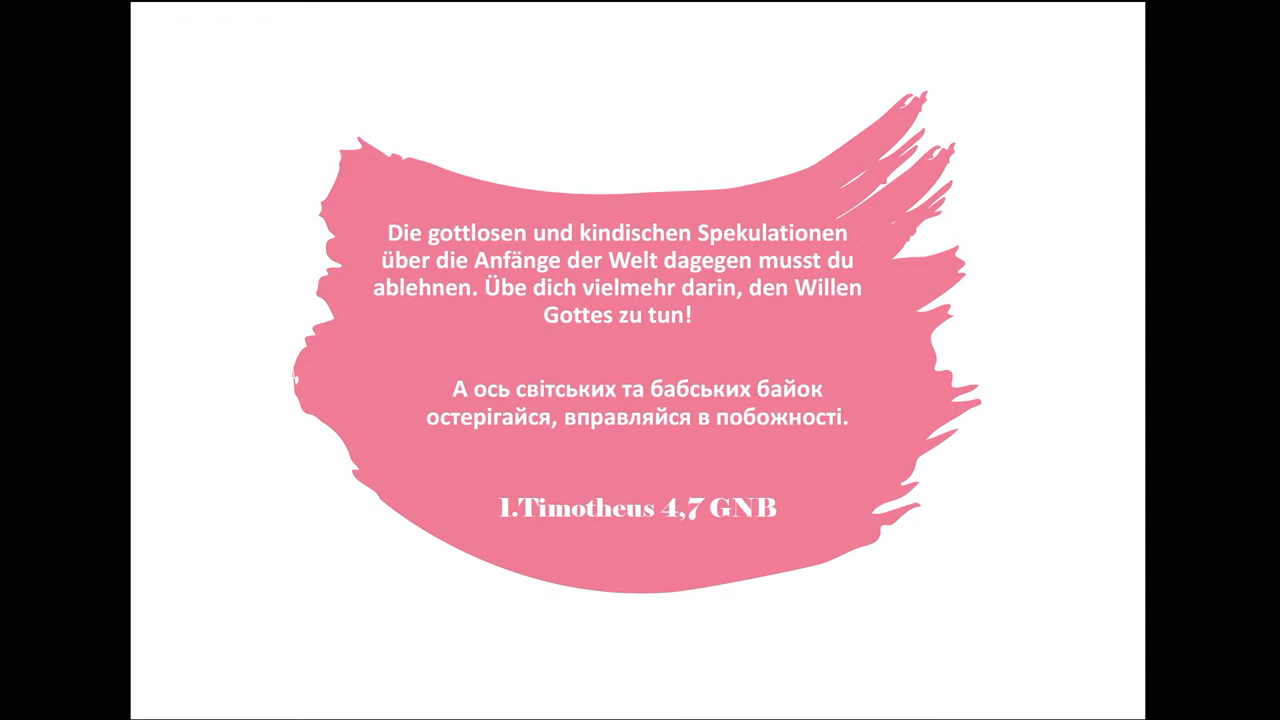 Die gottlosen und kindischen Spekulationen
über die Anfänge der Welt dagegen musst du
ablehnen. Übe dich vielmehr darin, den Willen
Gottes zu tun!
А ось світських та бабських байок
остерігайся, вправляйся в побожності.
1.Timotheus 4,7 GNB